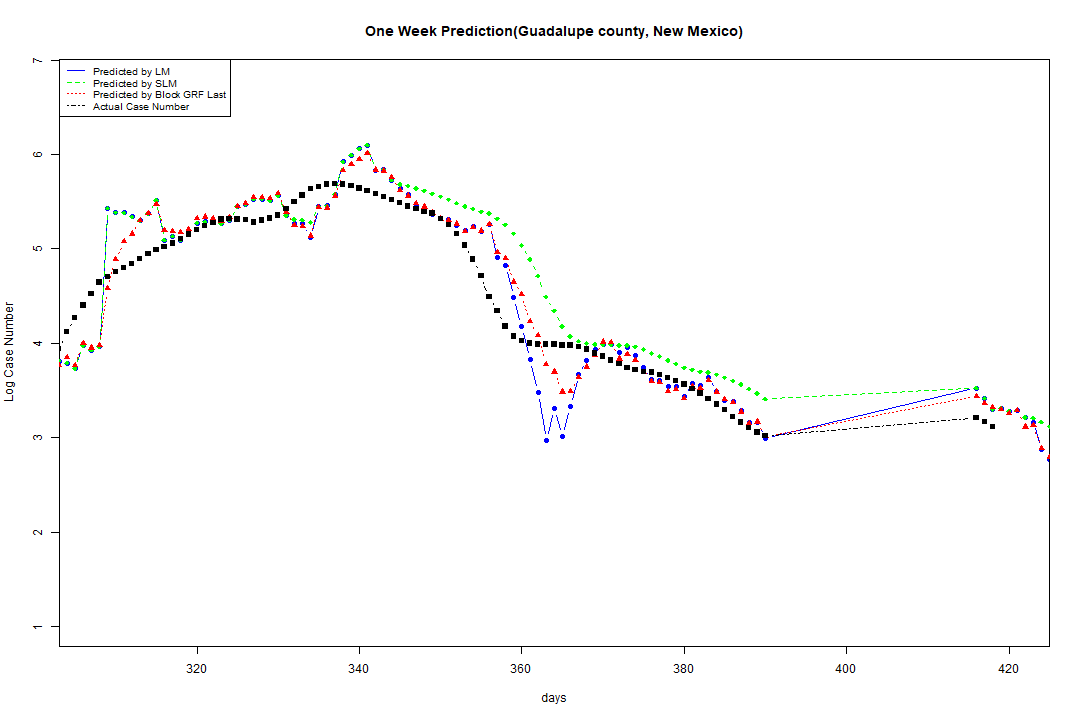 One Week Prediction(Guadalupe county, New Mexico)
Predicted by LM
Predicted by SLM
Predicted by Block GRF Last
Actual Case Number
7
6
5
4
3
2
1
Log Case Number
320 340 360 380 400 420
days